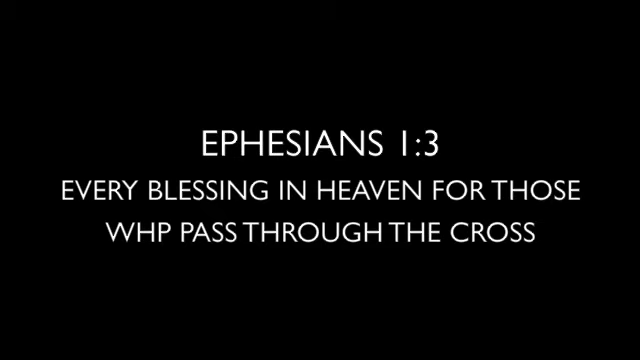 EPHESIANS 1:3
EVERY BLESSING IN HEAVEN FOR THOSE
WHP PASS THROUGH THE CROSS